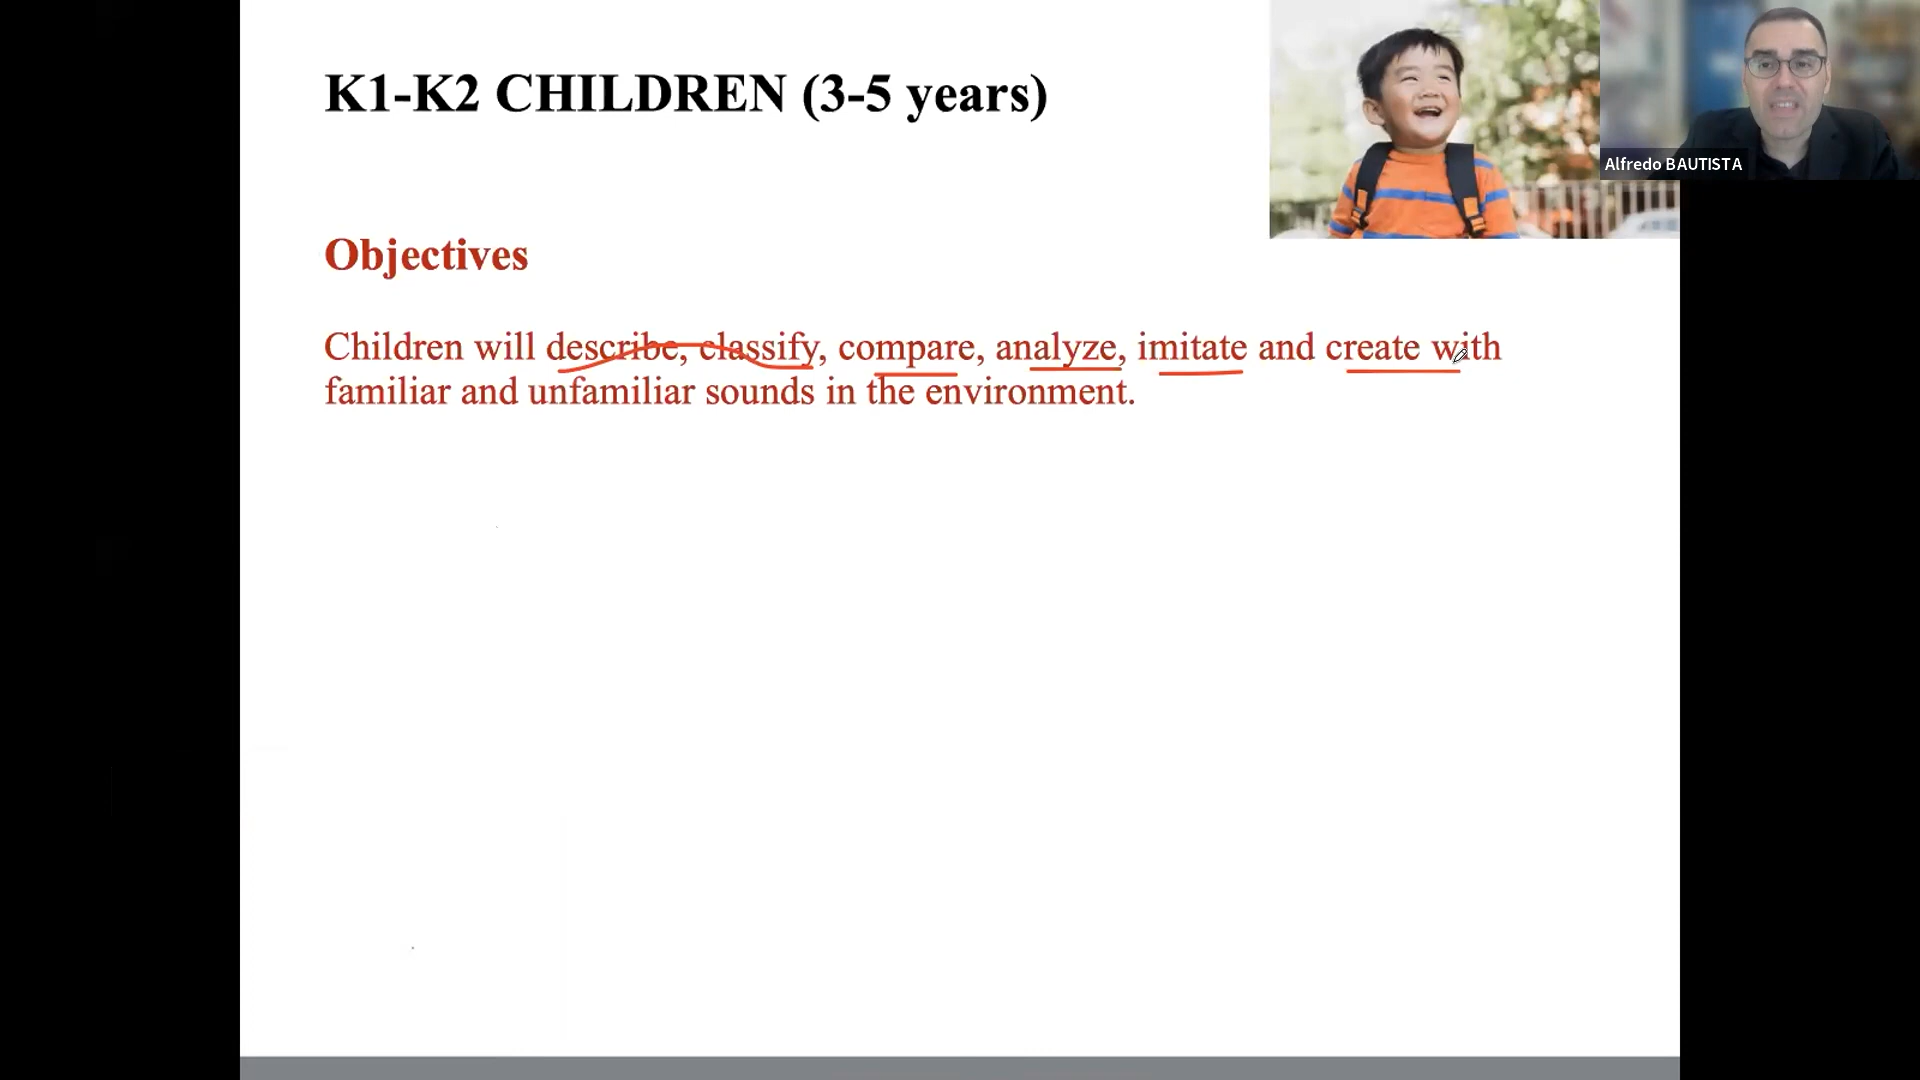 K1-K2 CHILDREN (3-5 years)
Alfredo BAUTISTA
Objectives
Children will describe, classify, compare, analyze, imitate and create with
familiar and unfamiliar sounds in the environment.